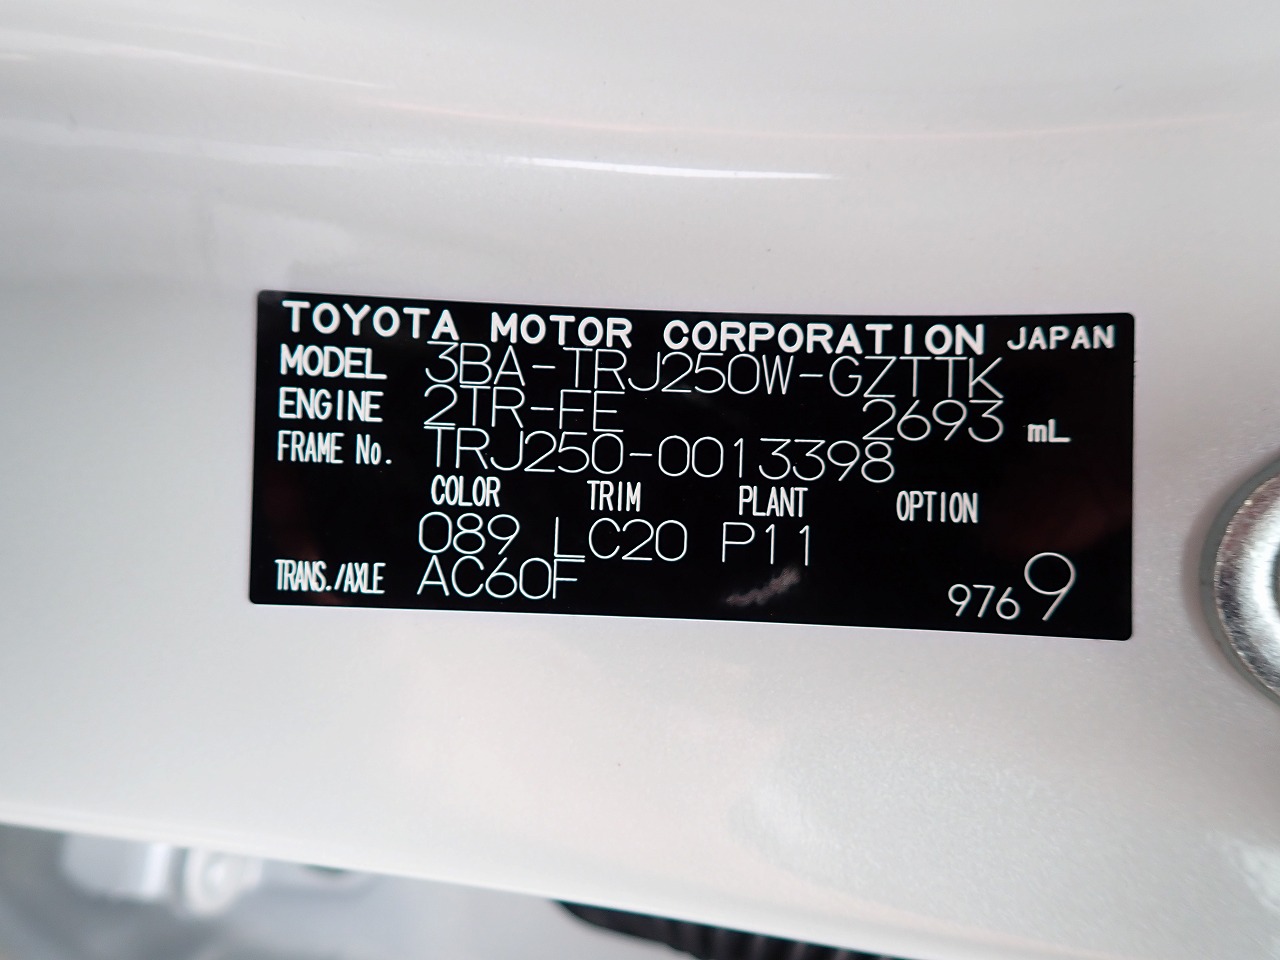 TOYOTA MOTOR CORPORATION JAPAN
MODEL 3BA-TRJ250W-GZTTK
ENGINE 2TR-FE 2693 mL
FRAME No. TRJ250-0013398
COLOR TRIM PLANT OPTION
089 LC20 P11
TRANS./AXLE AC60F 9769